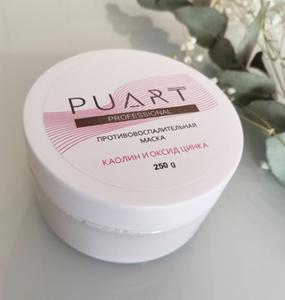 PUART
PROFESSIONAL
ПРОТИВОВОСПАЛИТЕЛЬНАЯ
МАСКА
КАОЛИН И ОКСИД ЦИНКА
250 g